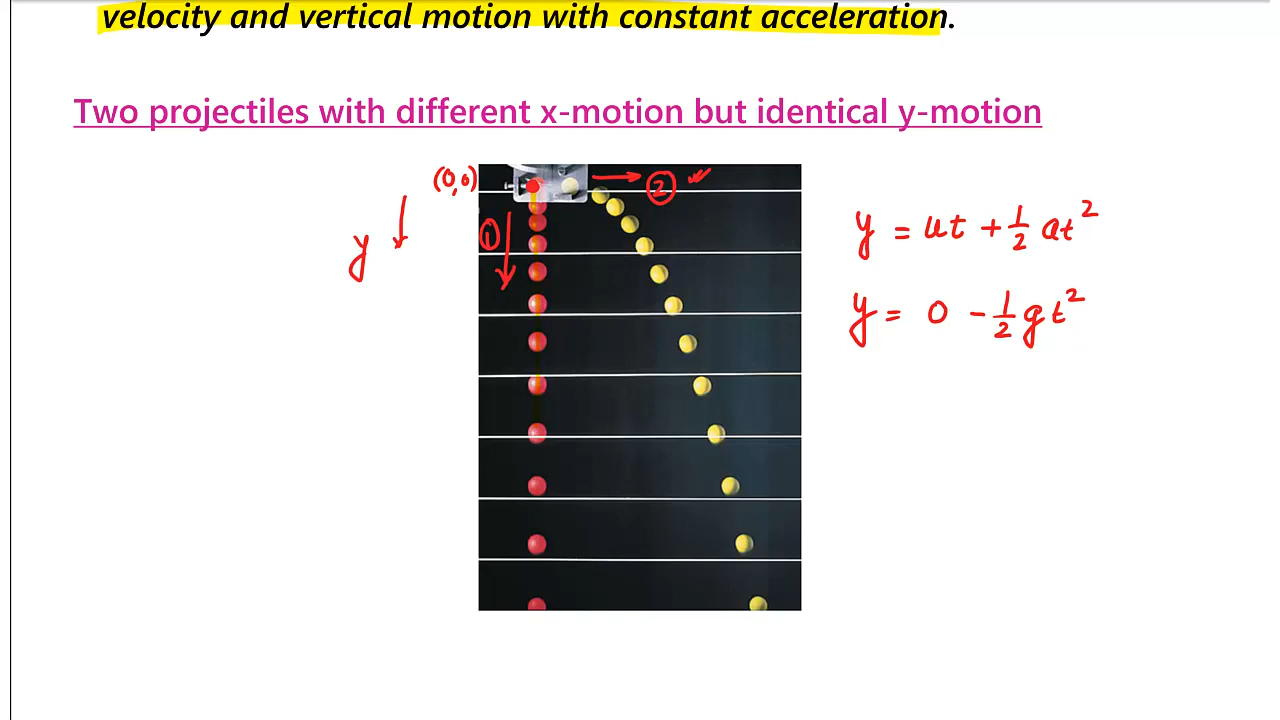 velocity and vertical motion with constant acceleration.
Two projectiles with different x-motion but identical y-motion
(0,0)
②
①
y
y = ut + 1/2 at²
y = 0 - 1/2 gt²